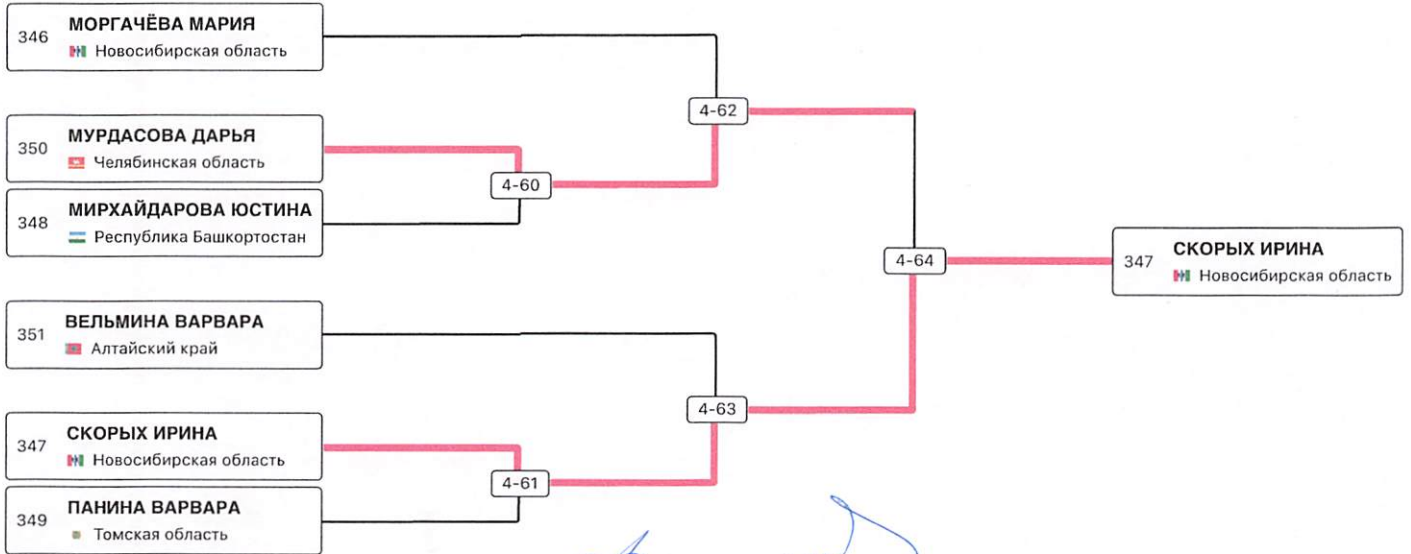 346
МОРГАЧЁВА МАРИЯ
Новосибирская область
350
МУРДАСОВА ДАРЬЯ
Челябинская область
348
МИРХАЙДАРОВА ЮСТИНА
Республика Башкортостан
351
ВЕЛЬМИНА ВАРВАРА
Алтайский край
347
СКОРЫХ ИРИНА
Новосибирская область
349
ПАНИНА ВАРВАРА
Томская область
4-60
4-61
4-62
4-63
4-64
347
СКОРЫХ ИРИНА
Новосибирская область